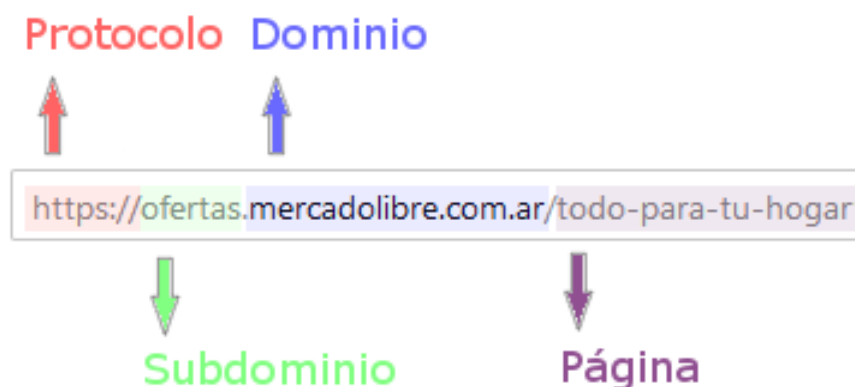 Protocolo Dominio
https://ofertas.mercadolibre.com.ar/todo-para-tu-hogar
Subdominio Página